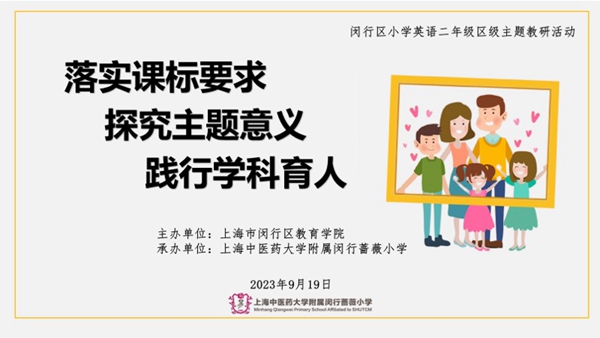 闵行区小学英语二年级区级主题教研活动
落实课标要求
探究主题意义
践行学科育人
主办单位：上海市闵行区教育学院
承办单位：上海中医药大学附属闵行蔷薇小学
2023年9月19日
上海中医药大学附属闵行蔷薇小学
Minhang Qiangwei Primary School Affiliated to SHUTCM